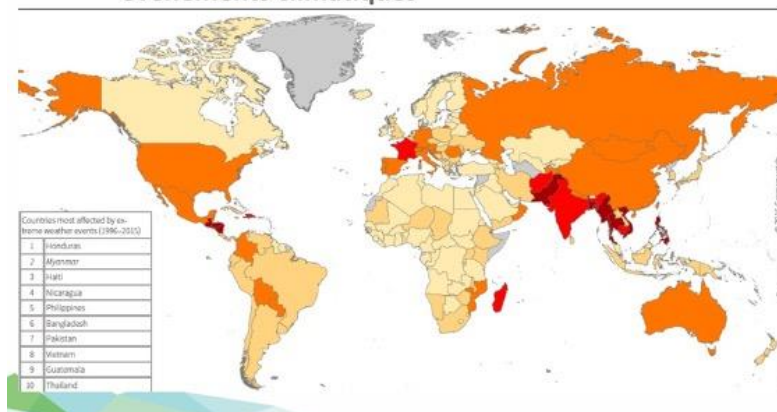 Countries most affected by ex-
treme weather events (1996–2015)
1 Honduras
2 Myanmar
3 Haiti
4 Nicaragua
5 Philippines
6 Bangladesh
7 Pakistan
8 Vietnam
9 Guatemala
10 Thailand